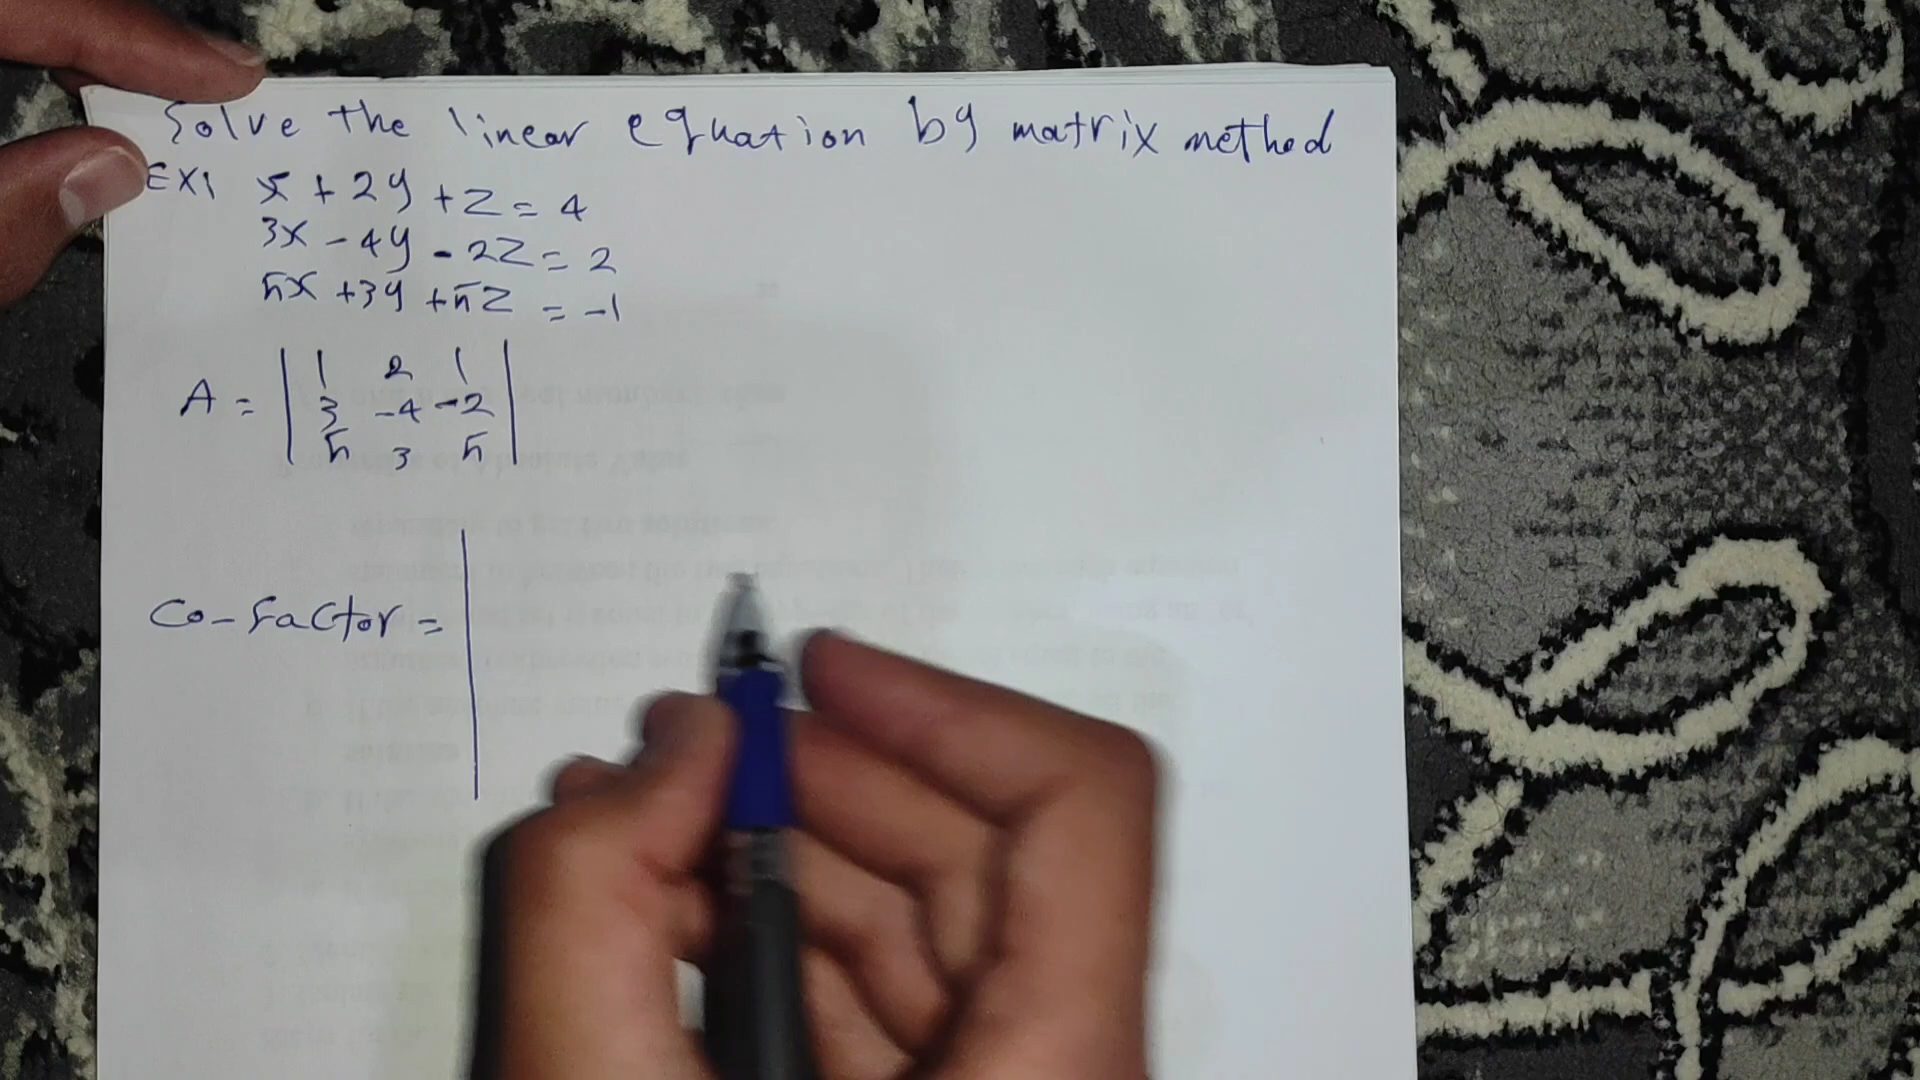 Solve the linear equation by matrix method
EX1 x + 2y + z = 4
3x - 4y - 2z = 2
5x + 3y + 5z = -1
A = | 1 2 1 |
3 -4 -2
5 3 5
Co-factor = |